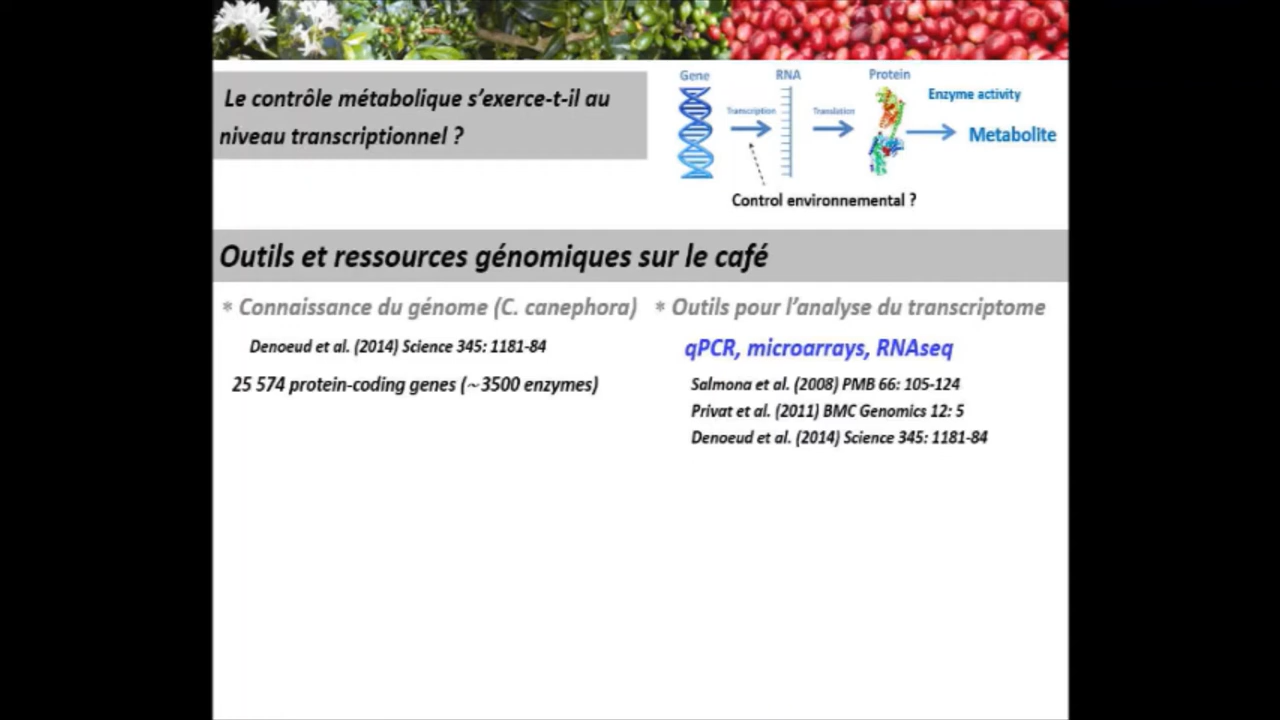 Le contrôle métabolique s’exerce-t-il au
niveau transcriptionnel ?
Gene
RNA
Protein
Transcription
Translation
Enzyme activity
Metabolite
Control environnemental ?
Outils et ressources génomiques sur le café
* Connaissance du génome (C. canephora)
Denoeud et al. (2014) Science 345: 1181-84
25 574 protein-coding genes (~3500 enzymes)
* Outils pour l’analyse du transcriptome
qPCR, microarrays, RNAseq
Salmona et al. (2008) PMB 66: 105-124
Privat et al. (2011) BMC Genomics 12: 5
Denoeud et al. (2014) Science 345: 1181-84